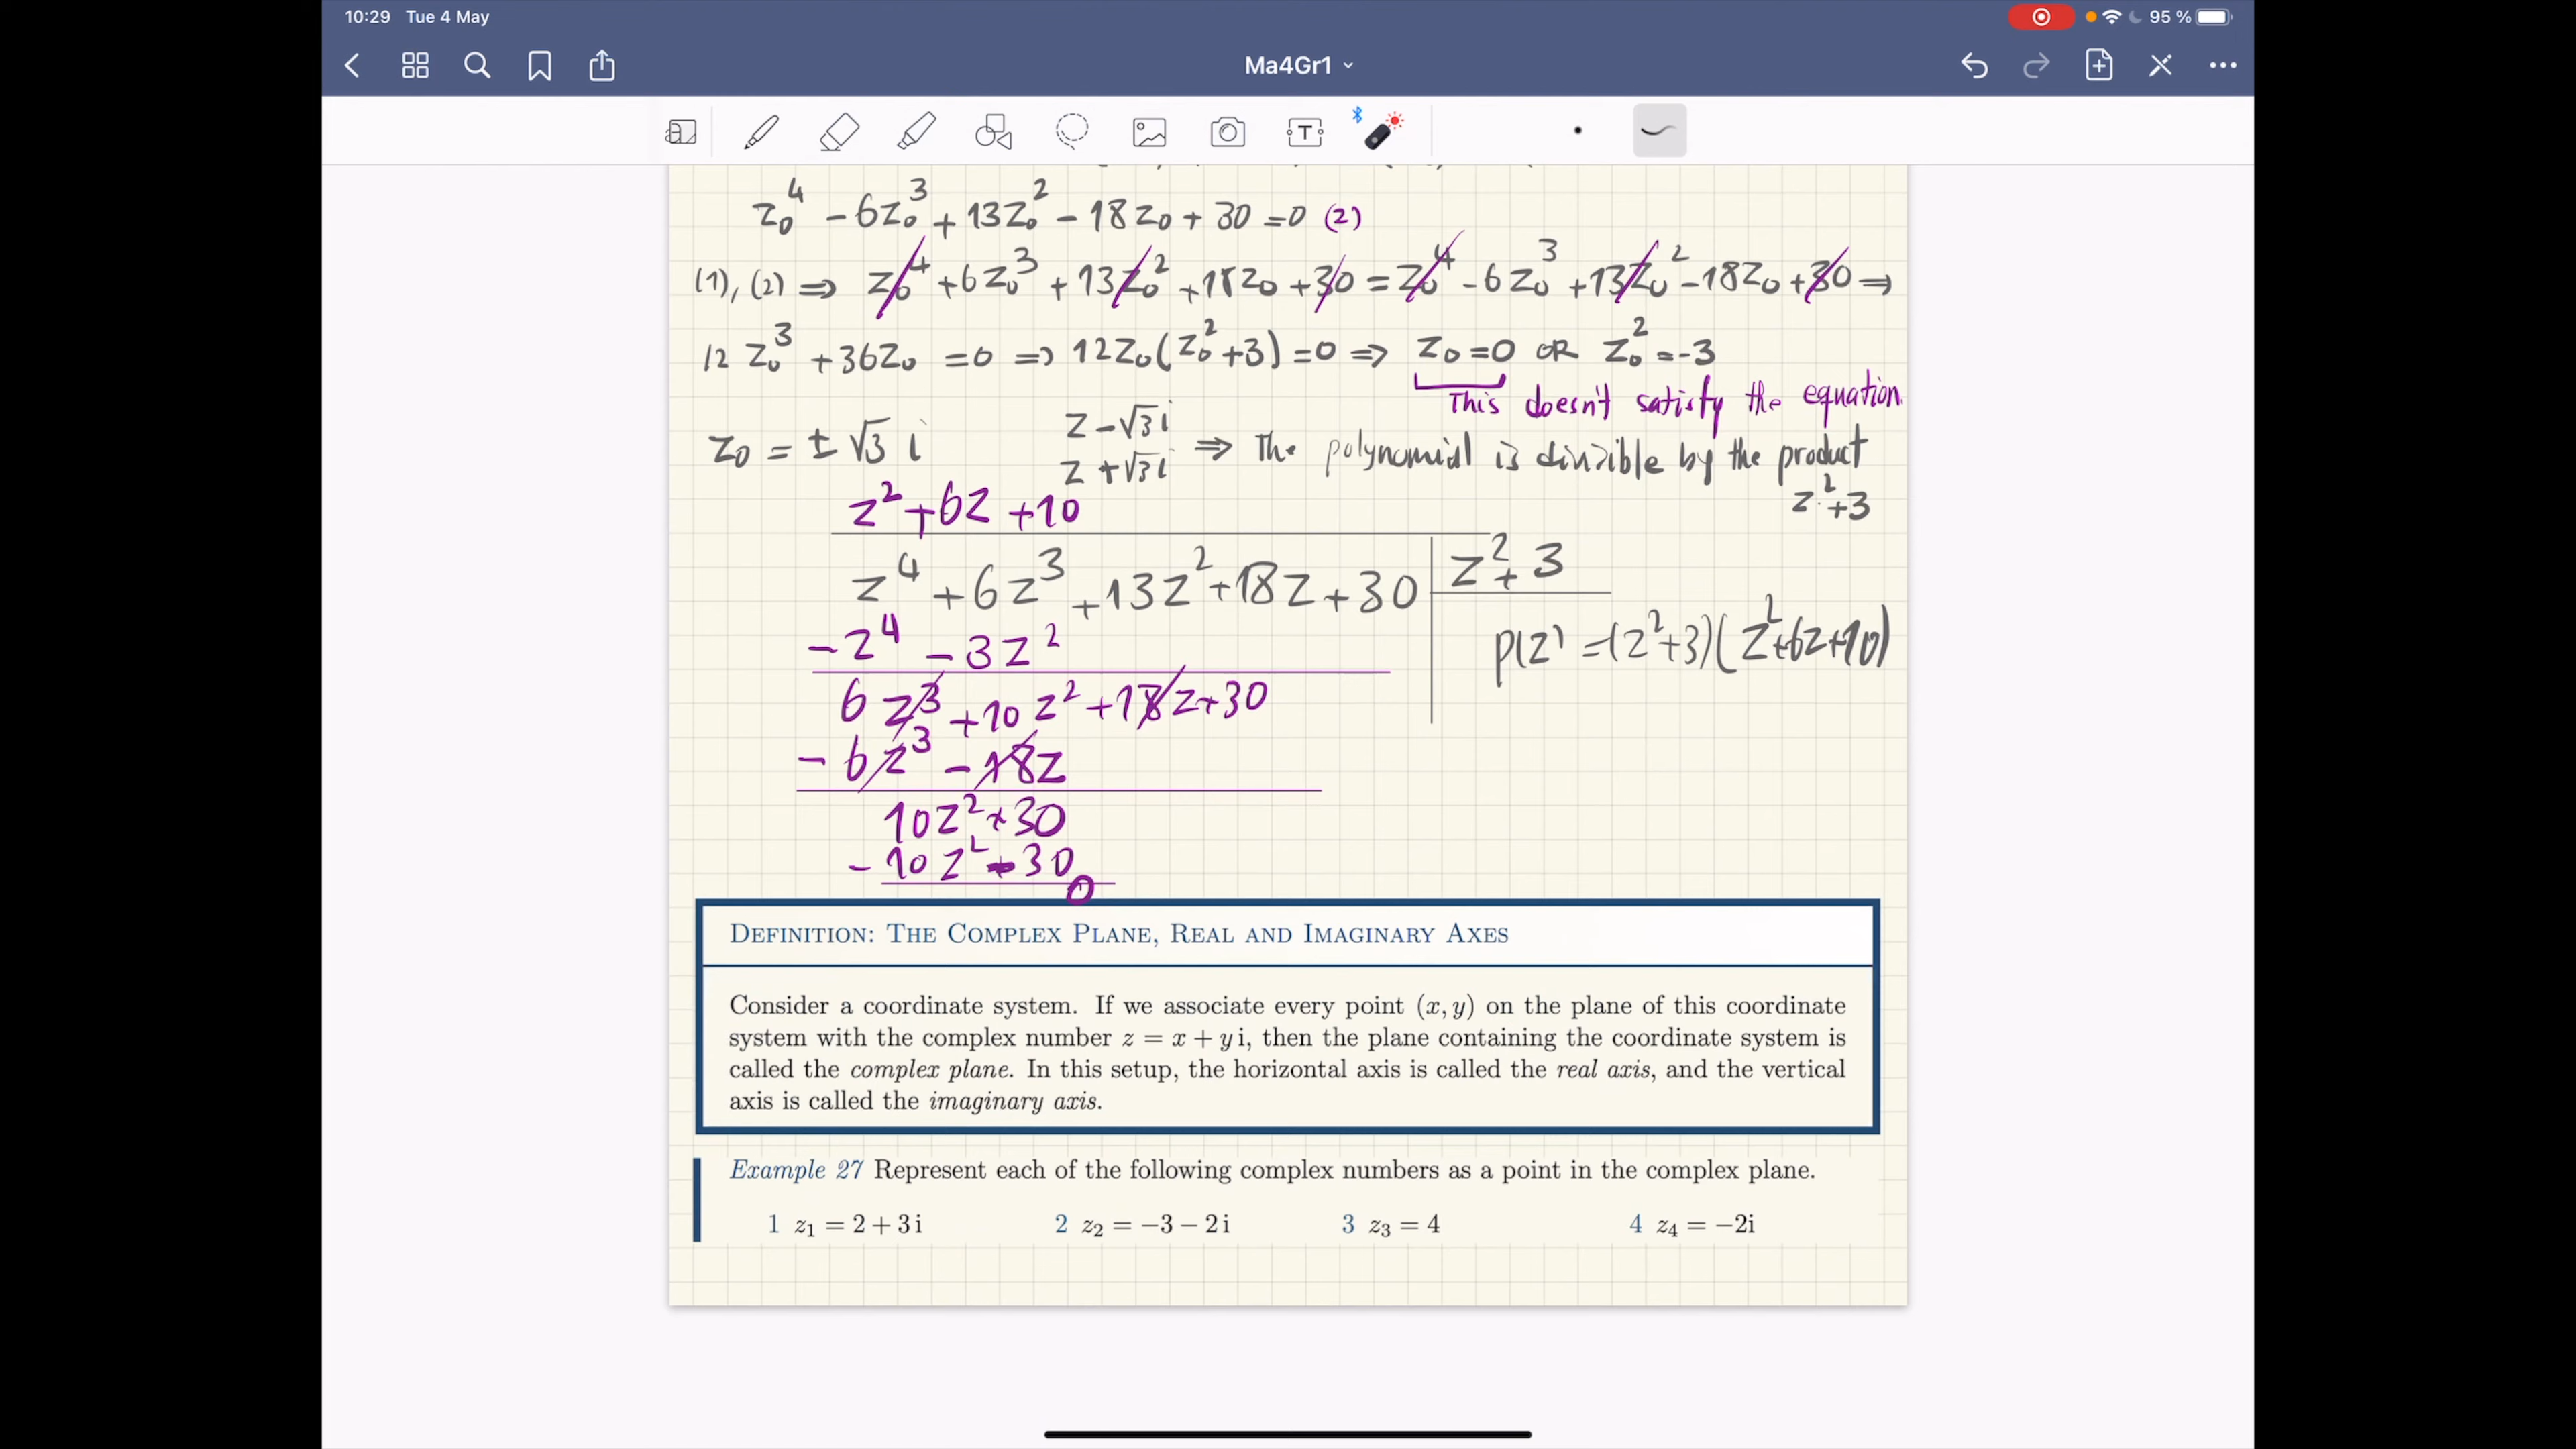 10:29 Tue 4 May
95 %
Ma4Gr1
z₀⁴ - 6z₀³ + 13z₀² - 18z₀ + 30 = 0 (2)
(1), (2) ⇒ z₀⁴ + 6z₀³ + 13z₀² + 18z₀ + 30 = z₀⁴ - 6z₀³ + 13z₀² - 18z₀ + 30 ⇒
12z₀³ + 36z₀ = 0 ⇒ 12z₀(z₀² + 3) = 0 ⇒ z₀ = 0 OR z₀² = -3
This doesn't satisfy the equation.
z₀ = ± √3 i
z - √3 i
z + √3 i
⇒ The polynomial is divisible by the product
z² + 3
z² + 6z + 10
z⁴ + 6z³ + 13z² + 18z + 30
z² + 3
- z⁴ - 3z²
p(z) = (z² + 3)(z² + 6z + 10)
6z³ + 10z² + 18z + 30
- 6z³ - 18z
10z² + 30
- 10z² - 30
0
DEFINITION: THE COMPLEX PLANE, REAL AND IMAGINARY AXES
Consider a coordinate system. If we associate every point (x, y) on the plane of this coordinate
system with the complex number z = x + y i, then the plane containing the coordinate system is
called the complex plane. In this setup, the horizontal axis is called the real axis, and the vertical
axis is called the imaginary axis.
Example 27 Represent each of the following complex numbers as a point in the complex plane.
1 z₁ = 2 + 3 i 2 z₂ = −3 − 2 i 3 z₃ = 4 4 z₄ = −2i